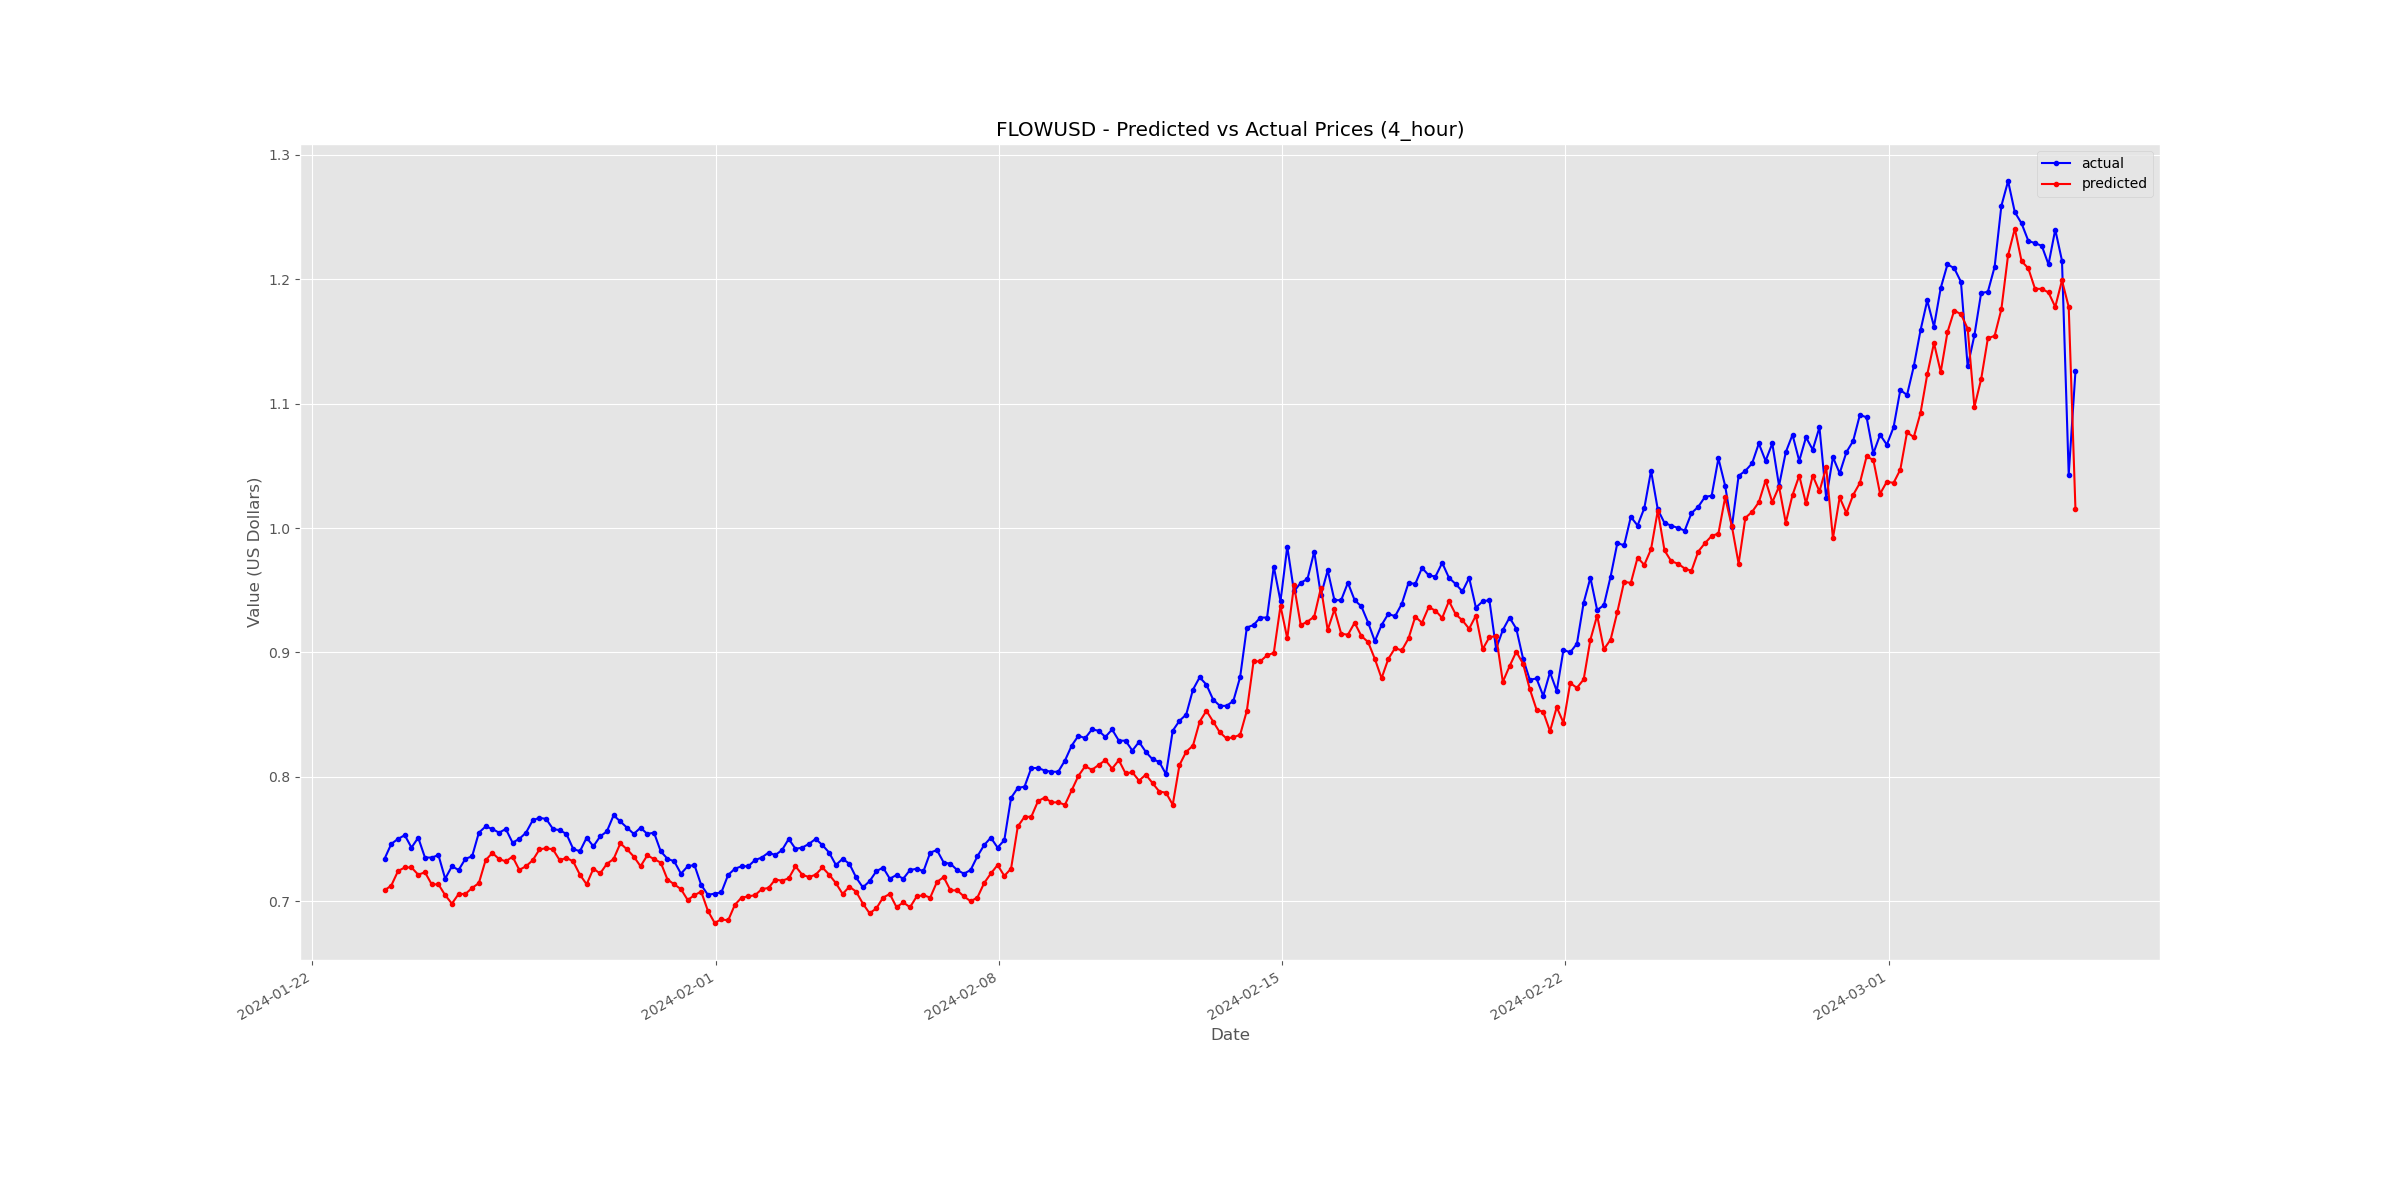 FLOWUSD - Predicted vs Actual Prices (4_hour)
actual
predicted
Value (US Dollars)
1.3
1.2
1.1
1.0
0.9
0.8
0.7
2024-01-22
2024-02-01
2024-02-08
2024-02-15
2024-02-22
2024-03-01
Date